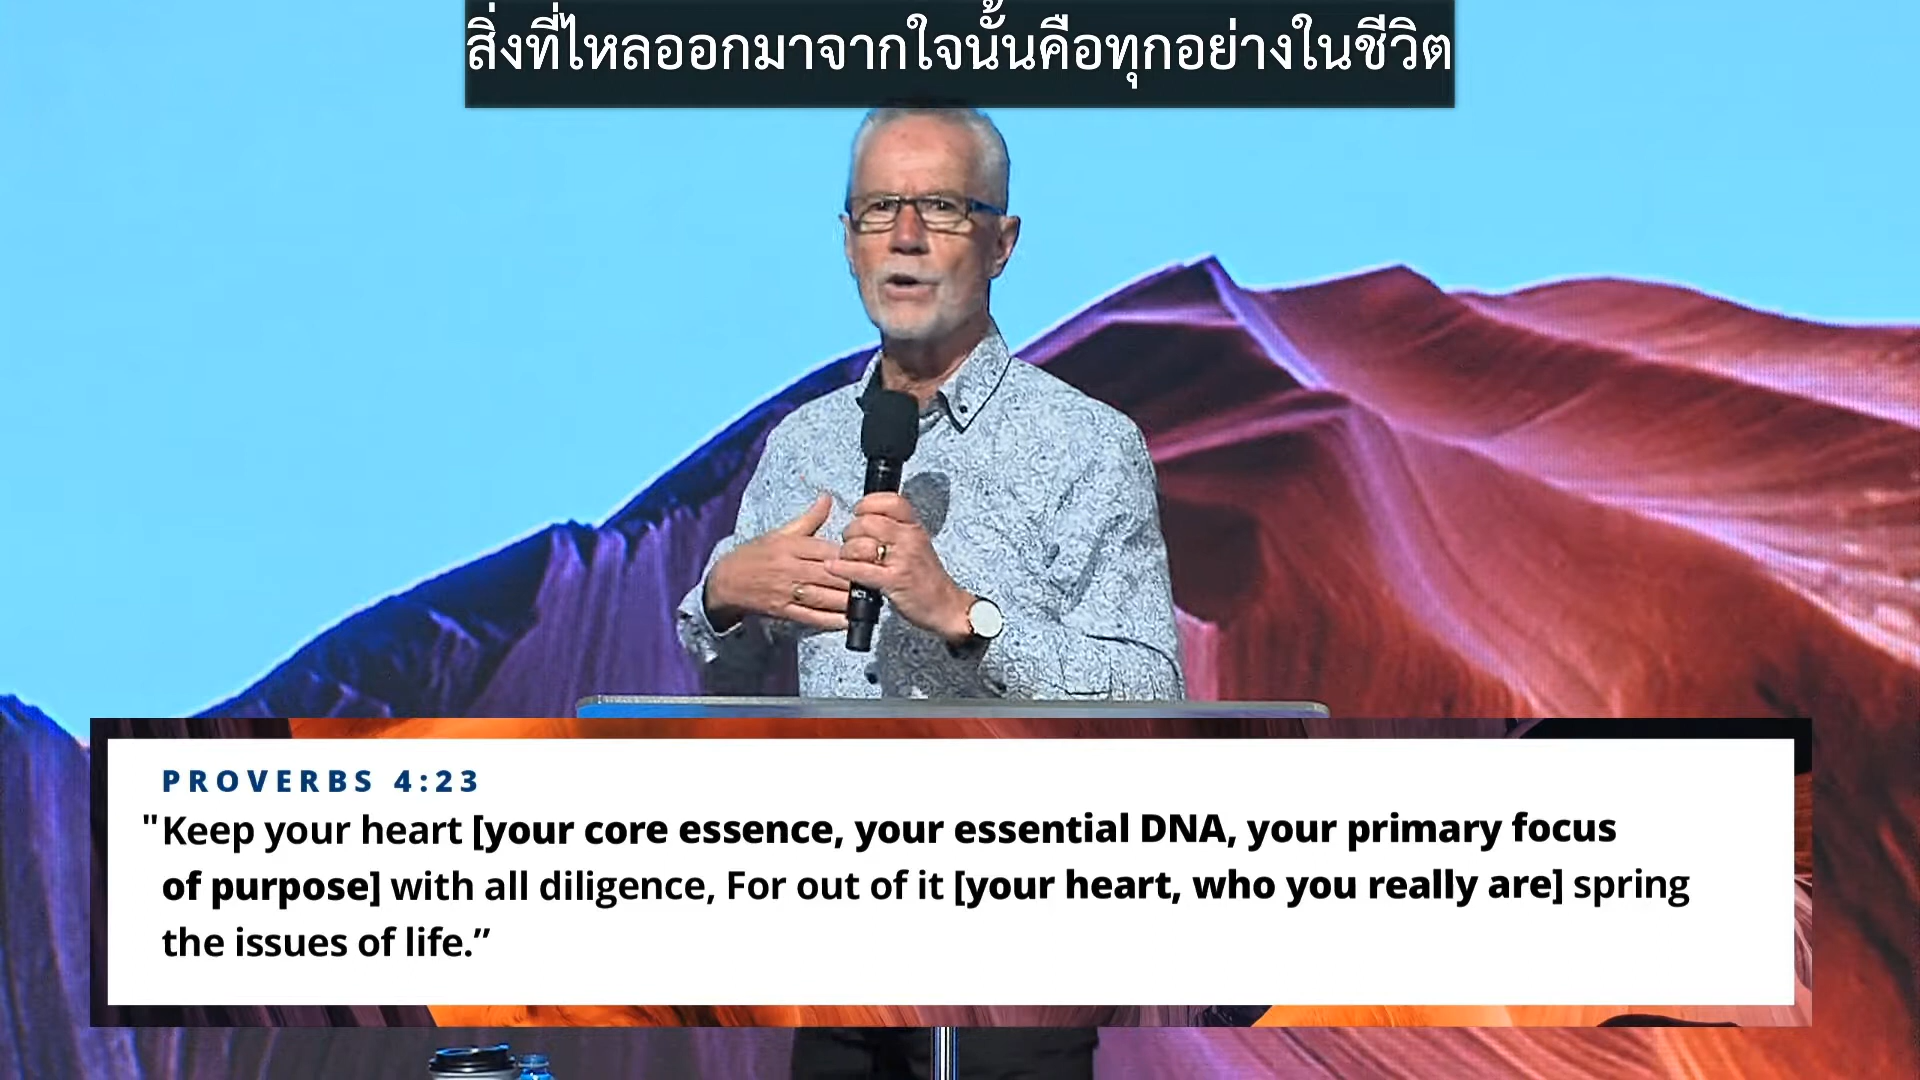 สิ่งที่ไหลออกมาจากใจนั้นคือทุกอย่างในชีวิต
PROVERBS 4:23
"Keep your heart [your core essence, your essential DNA, your primary focus
of purpose] with all diligence, For out of it [your heart, who you really are] spring
the issues of life.”